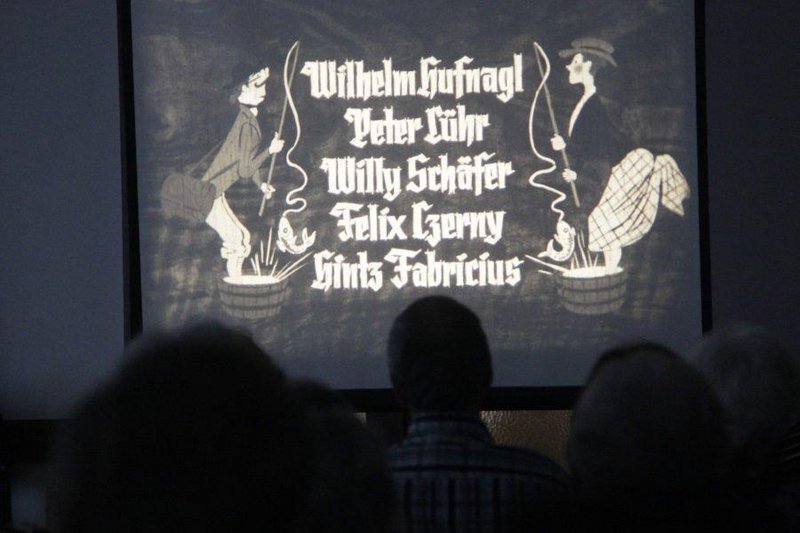 Wilhelm Hufnagl
Peter Lühr
Willy Schäfer
Felix Czerny
Hintz Fabricius